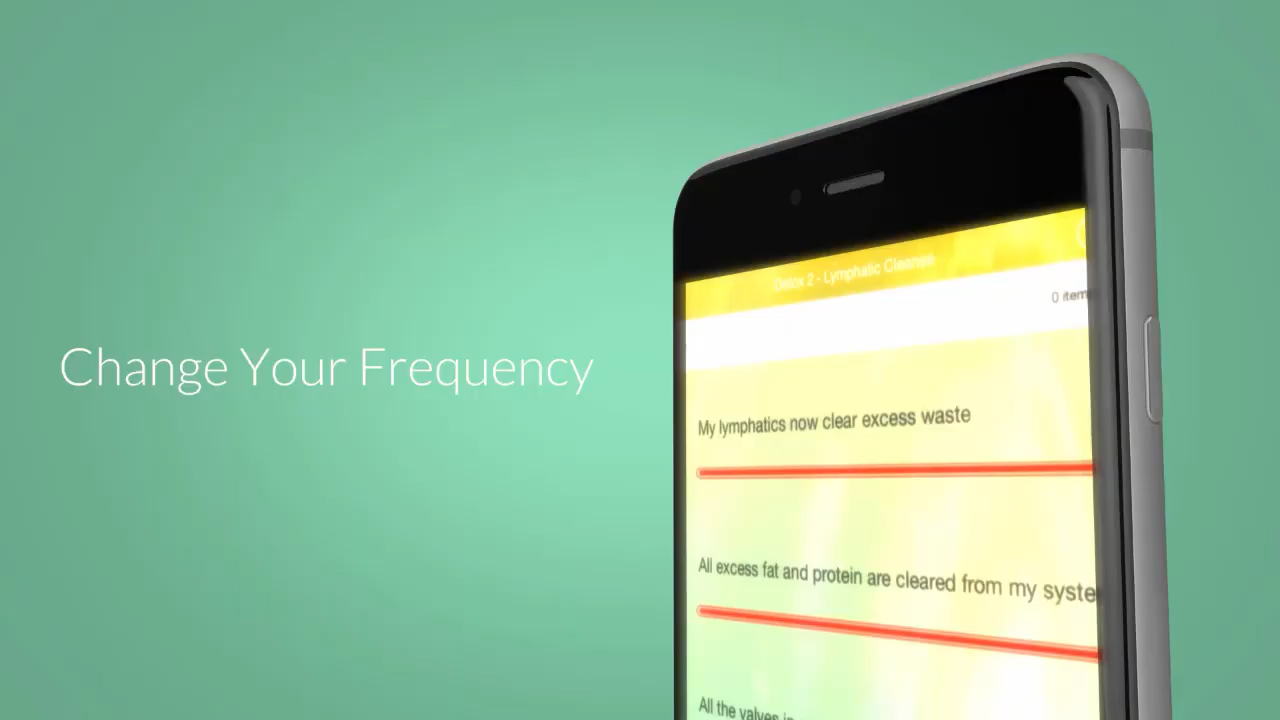 Detox 2 - Lymphatic Cleanse
0 item
Change Your Frequency
My lymphatics now clear excess waste
All excess fat and protein are cleared from my syste
All the valves in